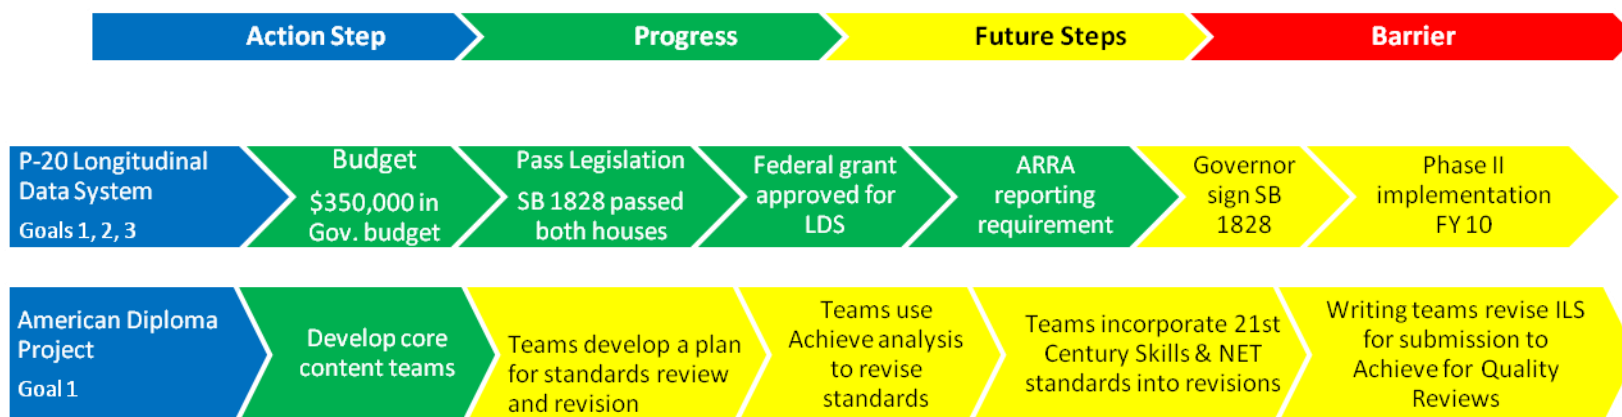 Action Step
Progress
Future Steps
Barrier
P-20 Longitudinal
Data System
Goals 1, 2, 3
Budget
$350,000 in
Gov. budget
Pass Legislation
SB 1828 passed
both houses
Federal grant
approved for
LDS
ARRA
reporting
requirement
Governor
sign SB
1828
Phase II
implementation
FY 10
American Diploma
Project
Goal 1
Develop core
content teams
Teams develop a plan
for standards review
and revision
Teams use
Achieve analysis
to revise
standards
Teams incorporate 21st
Century Skills & NET
standards into revisions
Writing teams revise ILS
for submission to
Achieve for Quality
Reviews